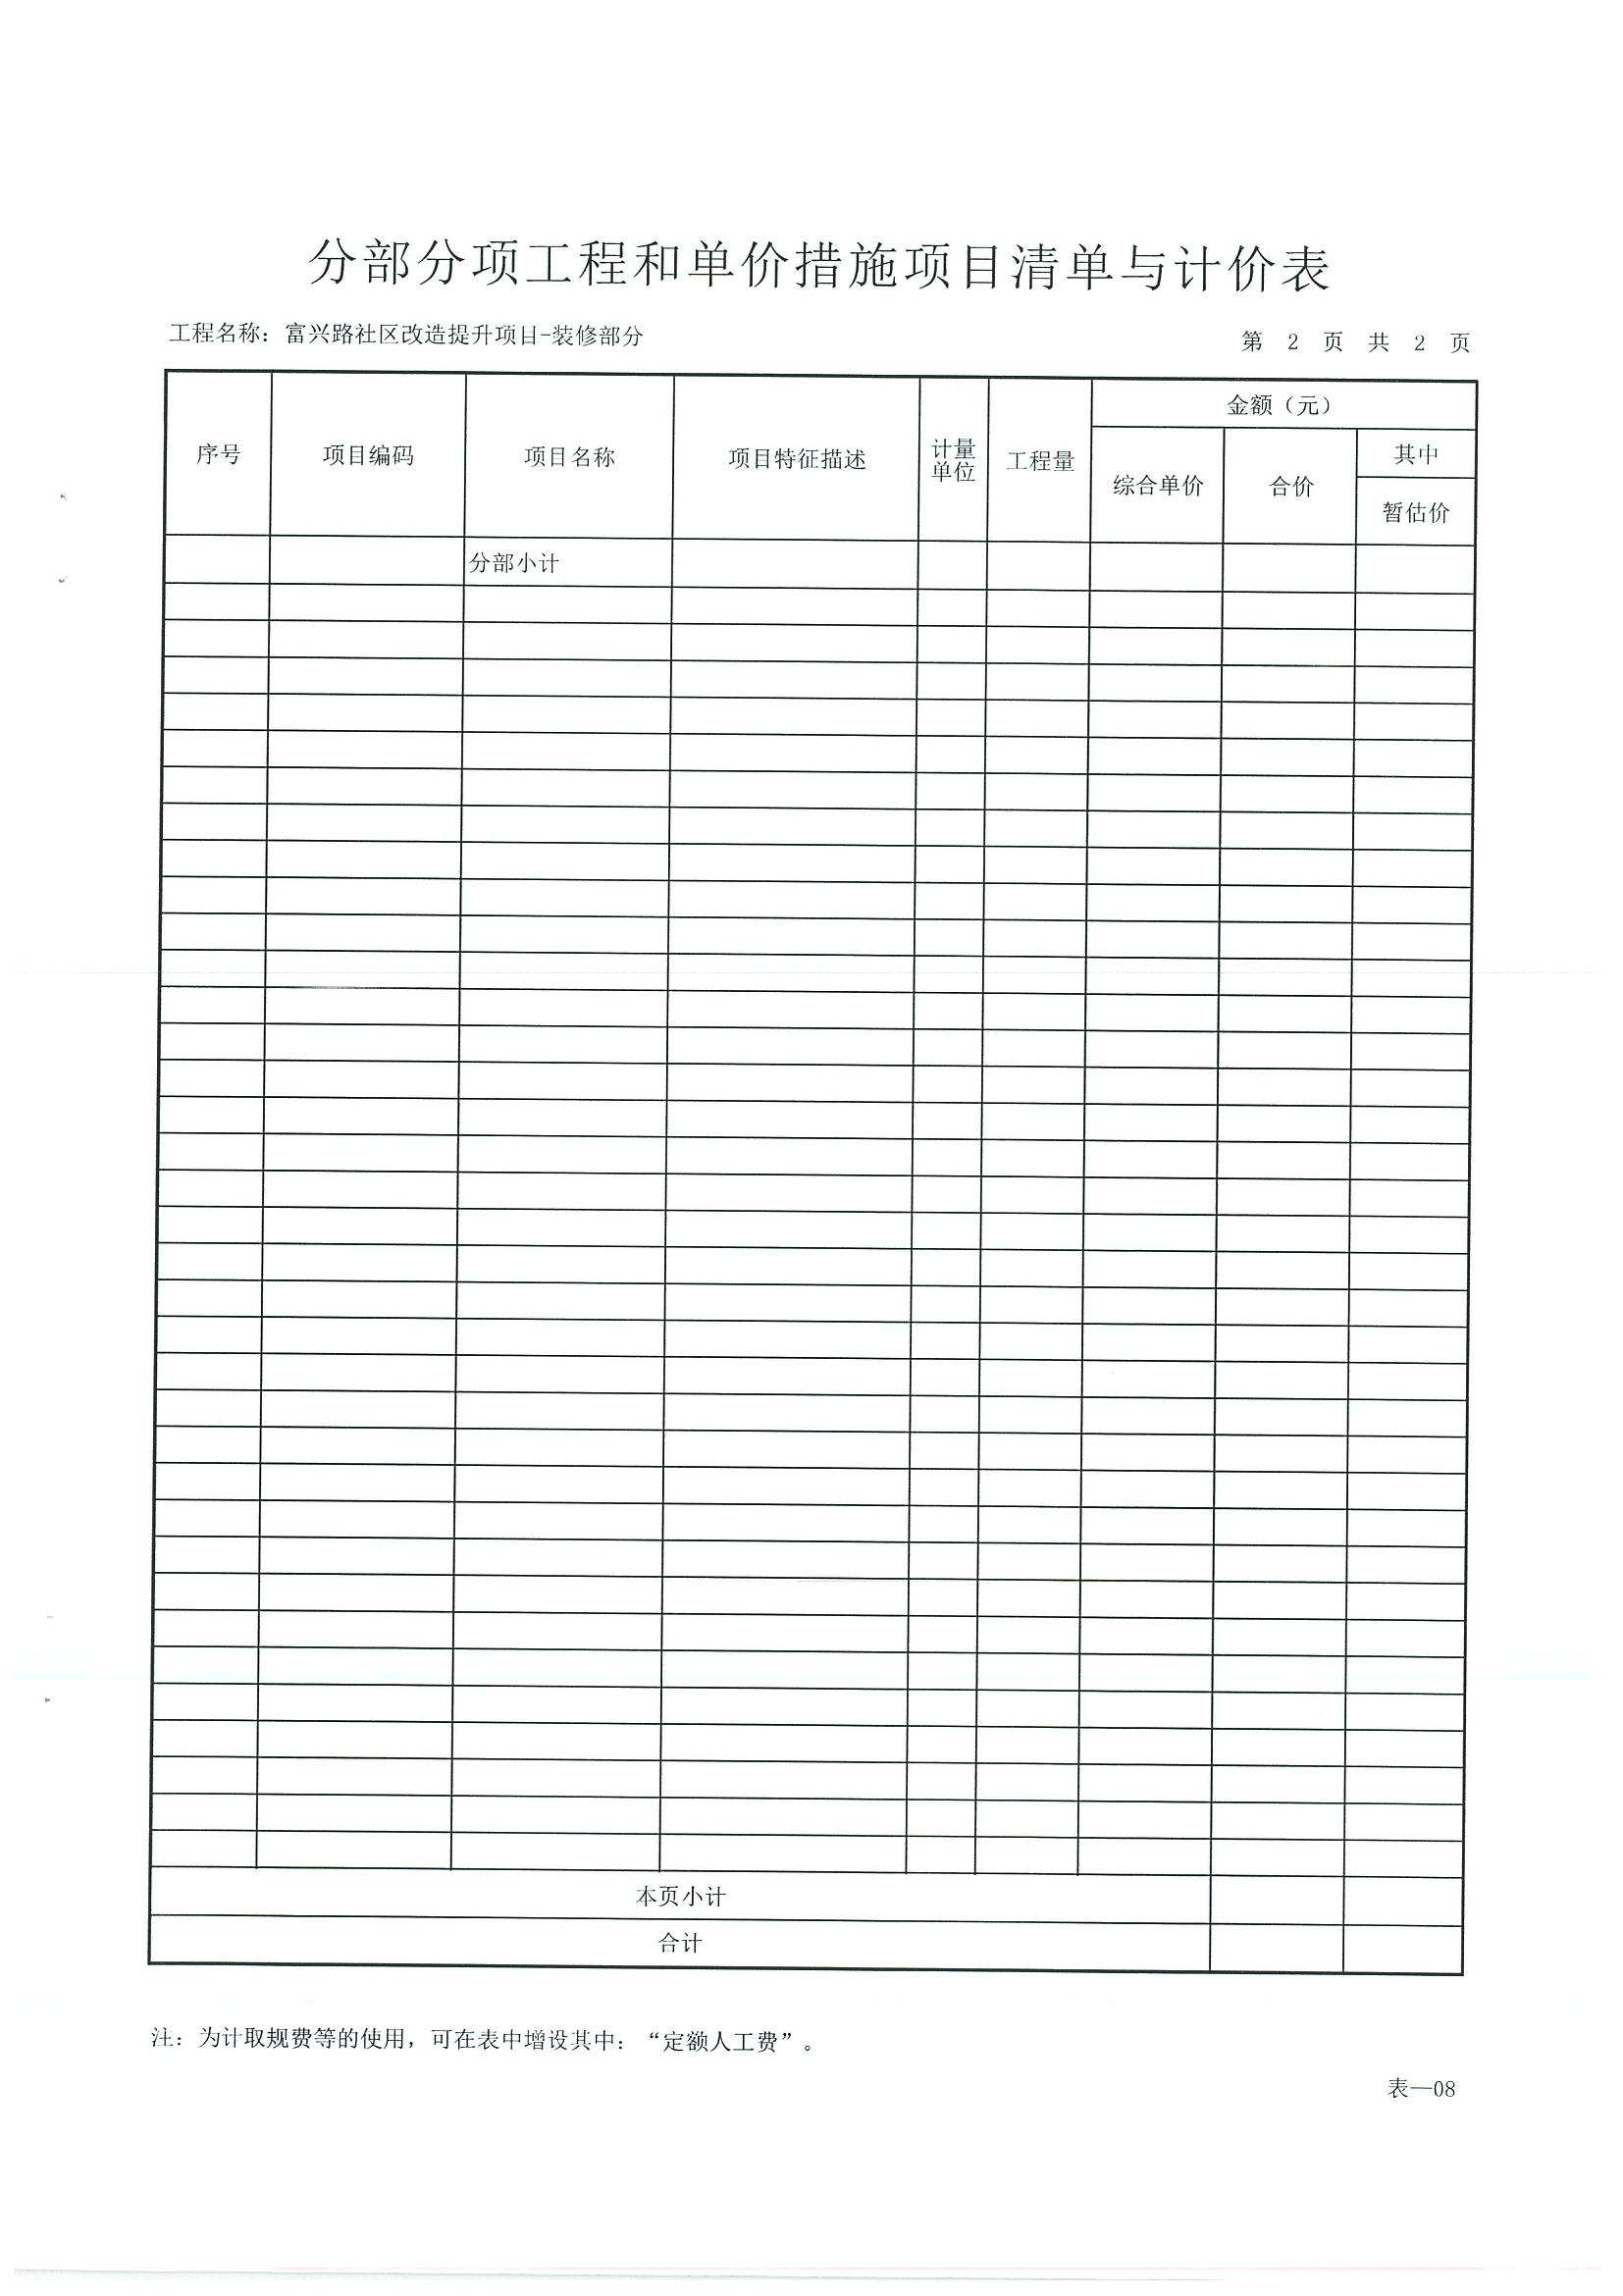 分部分项工程和单价措施项目清单与计价表
工程名称：富兴路社区改造提升项目-装修部分
第 2 页 共 2 页
序号 项目编码 项目名称 项目特征描述 计量单位 工程量 金额（元）
综合单价 合价 其中
暂估价
分部小计
本页小计
合计
注：为计取规费等的使用，可在表中增设其中：“定额人工费”。
表—08